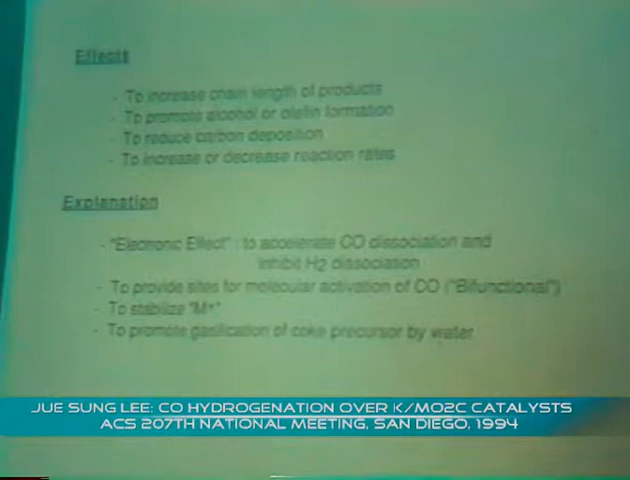 Effects
- To increase chain length of products
- To promote alcohol or olefin formation
- To reduce carbon deposition
- To increase or decrease reaction rates
Explanation
- "Electronic Effect" : to accelerate CO dissociation and
inhibit H2 dissociation
- To provide sites for molecular activation of CO ("Bifunctional")
- To stabilize "M+"
- To promote gasification of coke precursor by water
JUE SUNG LEE: CO HYDROGENATION OVER K/MO2C CATALYSTS
ACS 207TH NATIONAL MEETING, SAN DIEGO, 1994